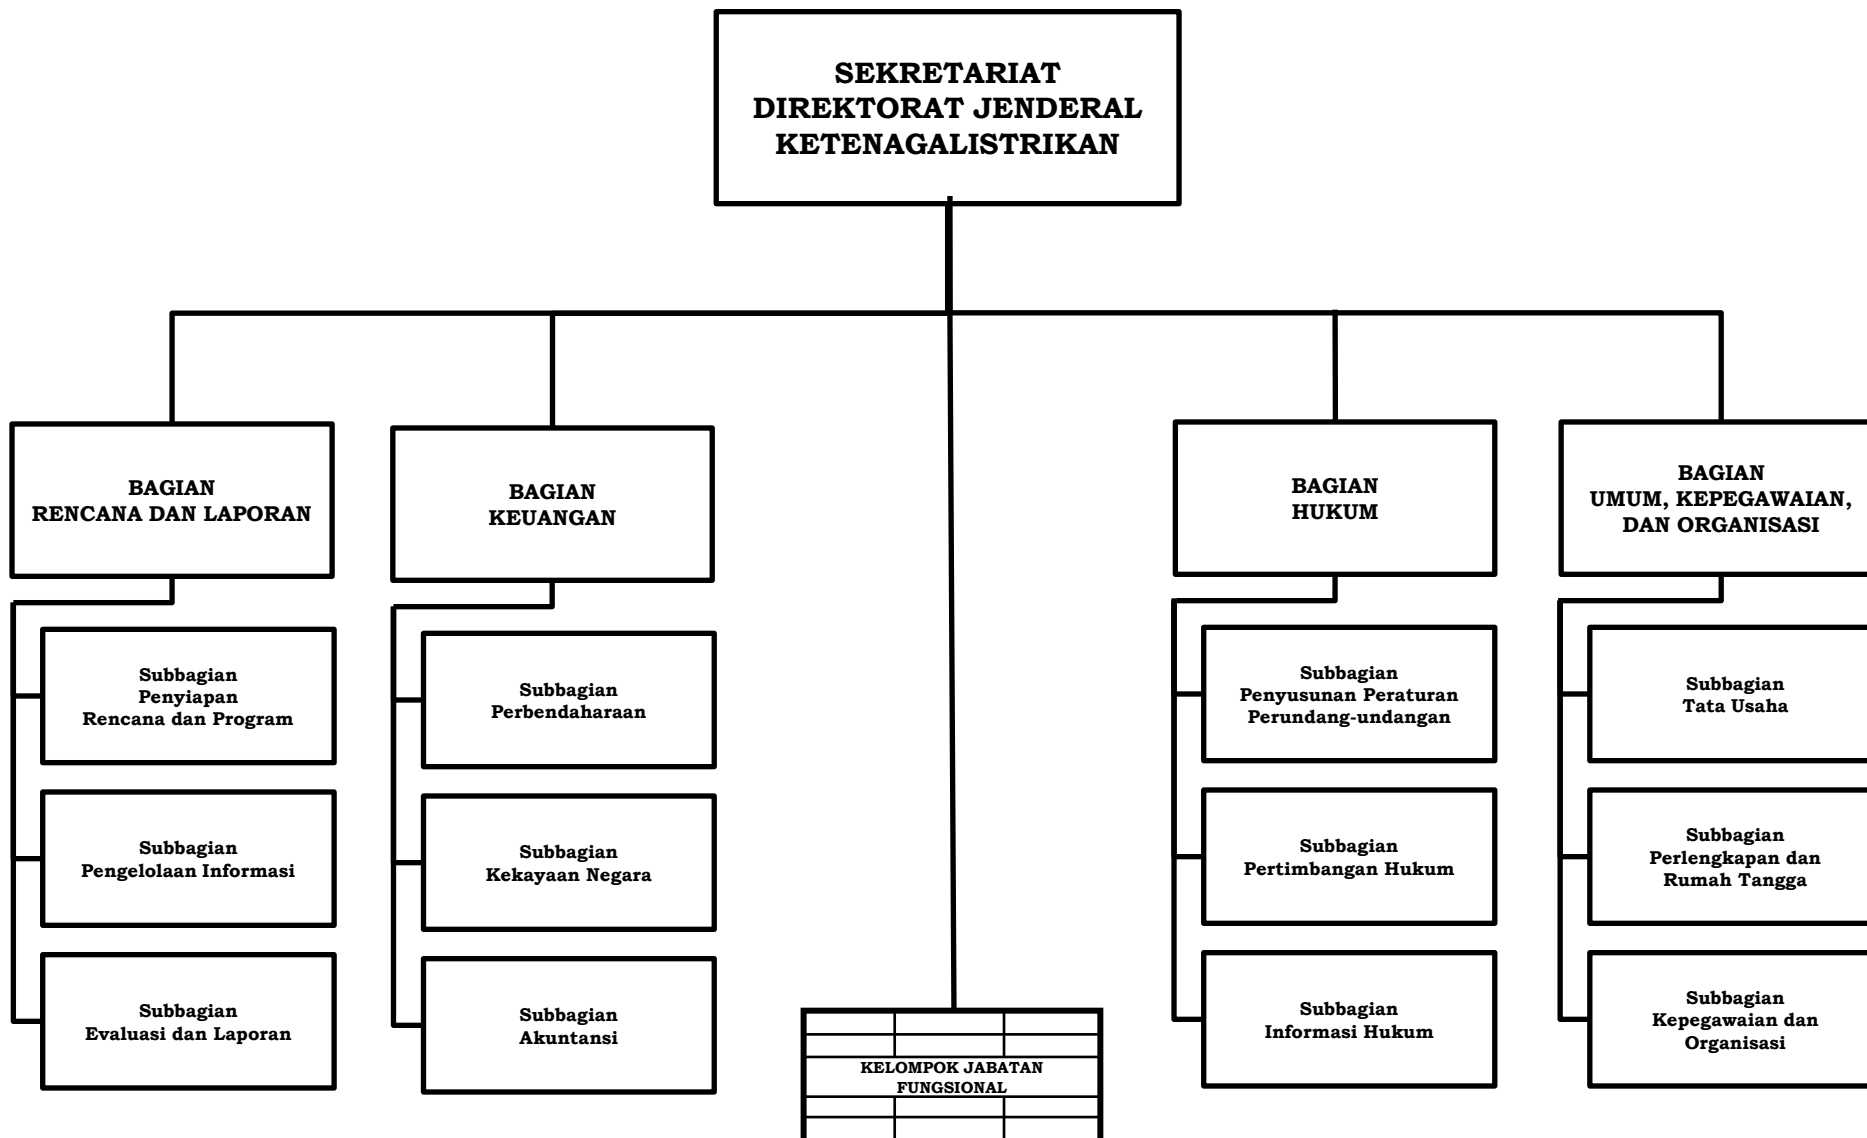 SEKRETARIAT
DIREKTORAT JENDERAL
KETENAGALISTRIKAN
BAGIAN
RENCANA DAN LAPORAN
BAGIAN
KEUANGAN
BAGIAN
HUKUM
BAGIAN
UMUM, KEPEGAWAIAN,
DAN ORGANISASI
Subbagian
Penyiapan
Rencana dan Program
Subbagian
Perbendaharaan
Subbagian
Penyusunan Peraturan
Perundang-undangan
Subbagian
Tata Usaha
Subbagian
Pengelolaan Informasi
Subbagian
Kekayaan Negara
Subbagian
Pertimbangan Hukum
Subbagian
Perlengkapan dan
Rumah Tangga
Subbagian
Evaluasi dan Laporan
Subbagian
Akuntansi
Subbagian
Informasi Hukum
Subbagian
Kepegawaian dan
Organisasi
KELOMPOK JABATAN
FUNGSIONAL